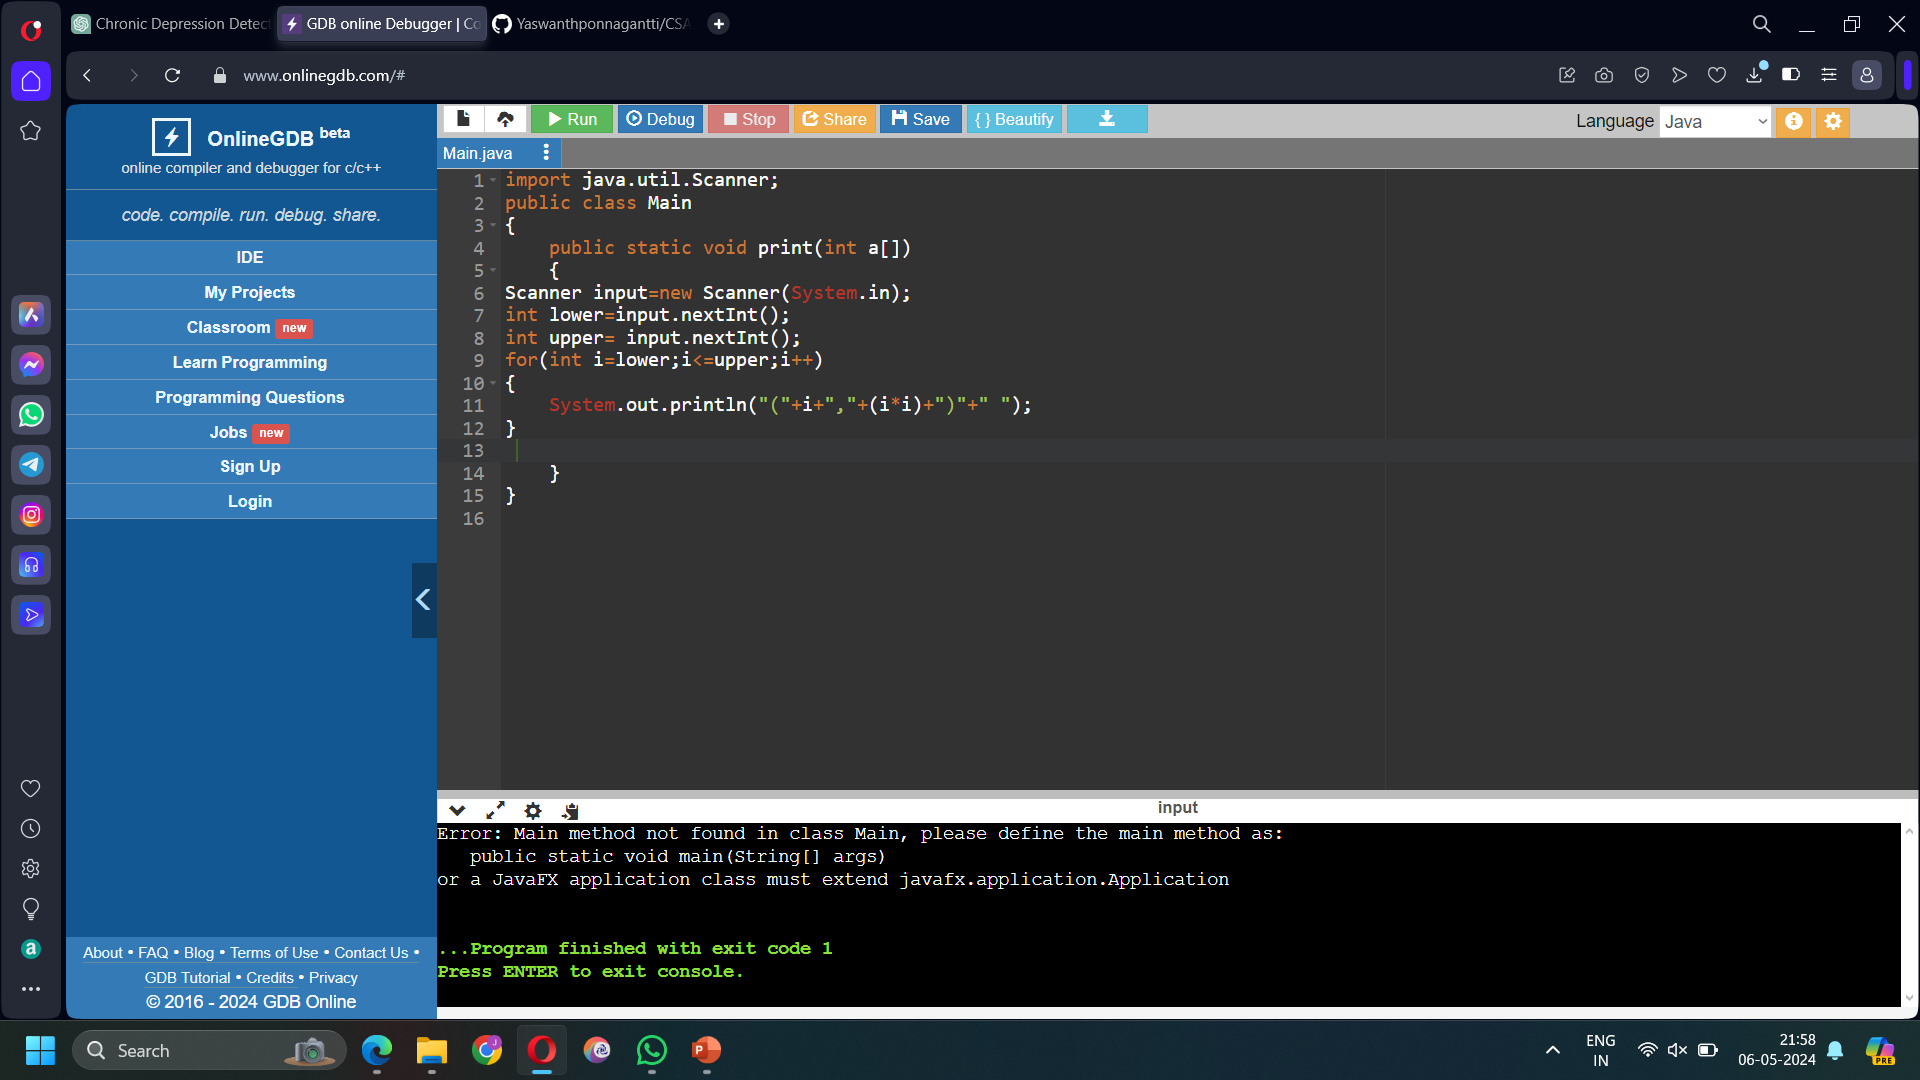 Chronic Depression Detec
GDB online Debugger | Co
Yaswanthponnagantti/CSA
www.onlinegdb.com/#
OnlineGDB beta
online compiler and debugger for c/c++
code. compile. run. debug. share.
IDE
My Projects
Classroom new
Learn Programming
Programming Questions
Jobs new
Sign Up
Login
About • FAQ • Blog • Terms of Use • Contact Us •
GDB Tutorial • Credits • Privacy
© 2016 - 2024 GDB Online
Run Debug Stop Share Save { } Beautify
Language Java
Main.java
1 import java.util.Scanner;
2 public class Main
3 {
4     public static void print(int a[])
5     {
6 Scanner input=new Scanner(System.in);
7 int lower=input.nextInt();
8 int upper= input.nextInt();
9 for(int i=lower;i<=upper;i++)
10 {
11     System.out.println("("+i+","+(i*i)+")"+" ");
12 }
13
14     }
15 }
16
input
Error: Main method not found in class Main, please define the main method as:
   public static void main(String[] args)
or a JavaFX application class must extend javafx.application.Application
...Program finished with exit code 1
Press ENTER to exit console.
Search
ENG
IN
21:58
06-05-2024
PRE